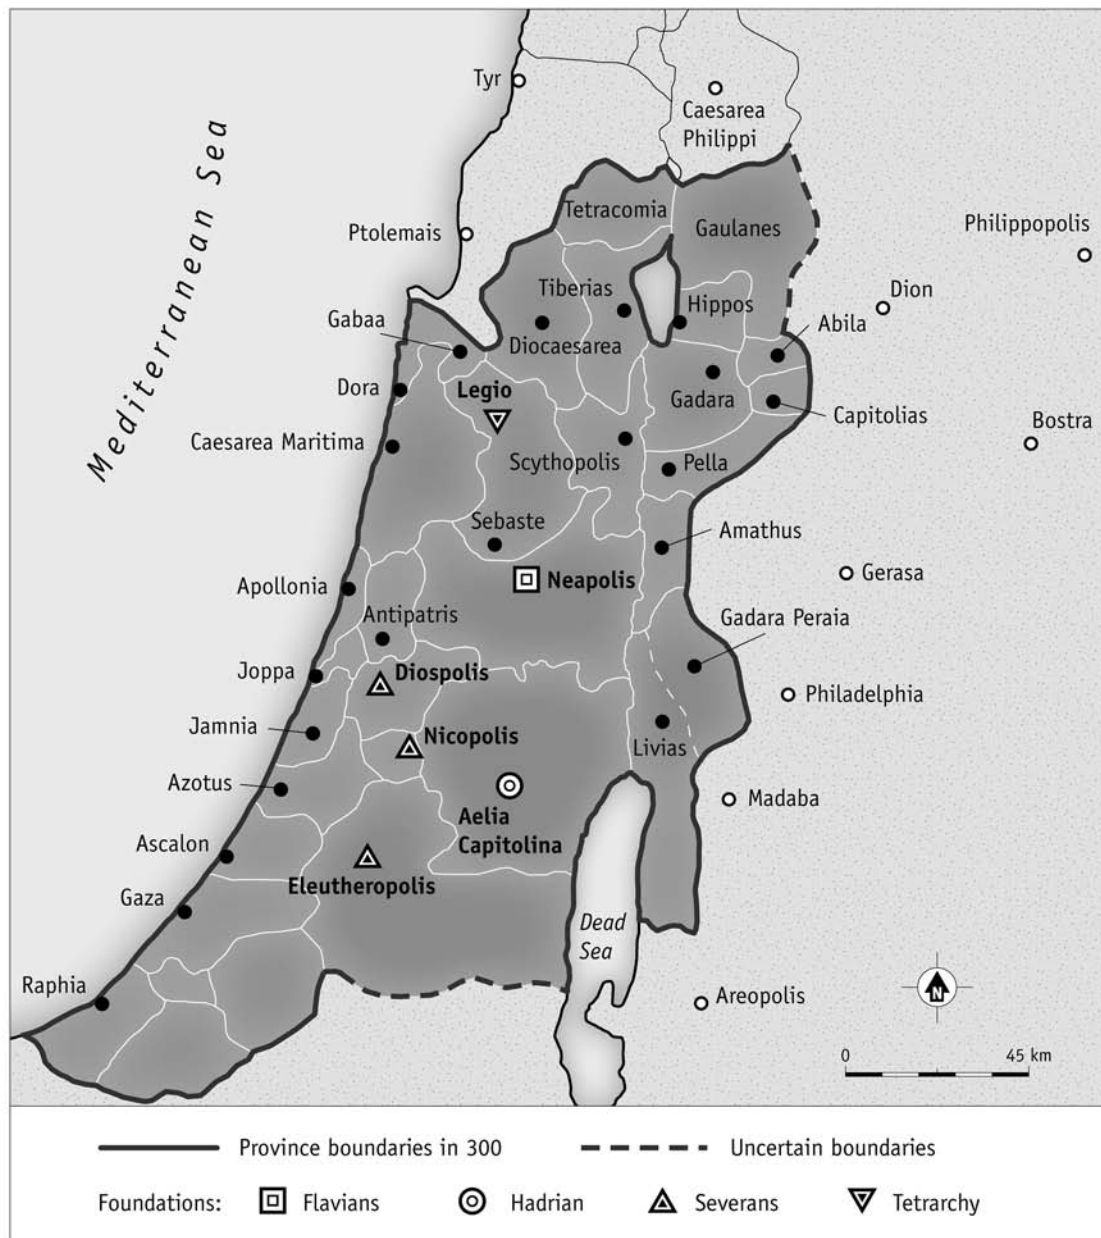 Tyr
Caesarea
Philippi
Mediterranean Sea
Tetracomia
Gaulanes
Ptolemais
Philippopolis
Tiberias
Dion
Hippos
Gabaa
Diocaesarea
Abila
Dora
Legio
Gadara
Capitolias
Caesarea Maritima
Bostra
Scythopolis
Pella
Sebaste
Amathus
Apollonia
Neapolis
Gerasa
Antipatris
Gadara Peraia
Joppa
Diospolis
Philadelphia
Jamnia
Nicopolis
Livias
Azotus
Madaba
Aelia
Capitolina
Ascalon
Eleutheropolis
Gaza
Dead
Sea
Raphia
Areopolis
N
0 45 km
Province boundaries in 300
Uncertain boundaries
Foundations: Flavians Hadrian Severans Tetrarchy